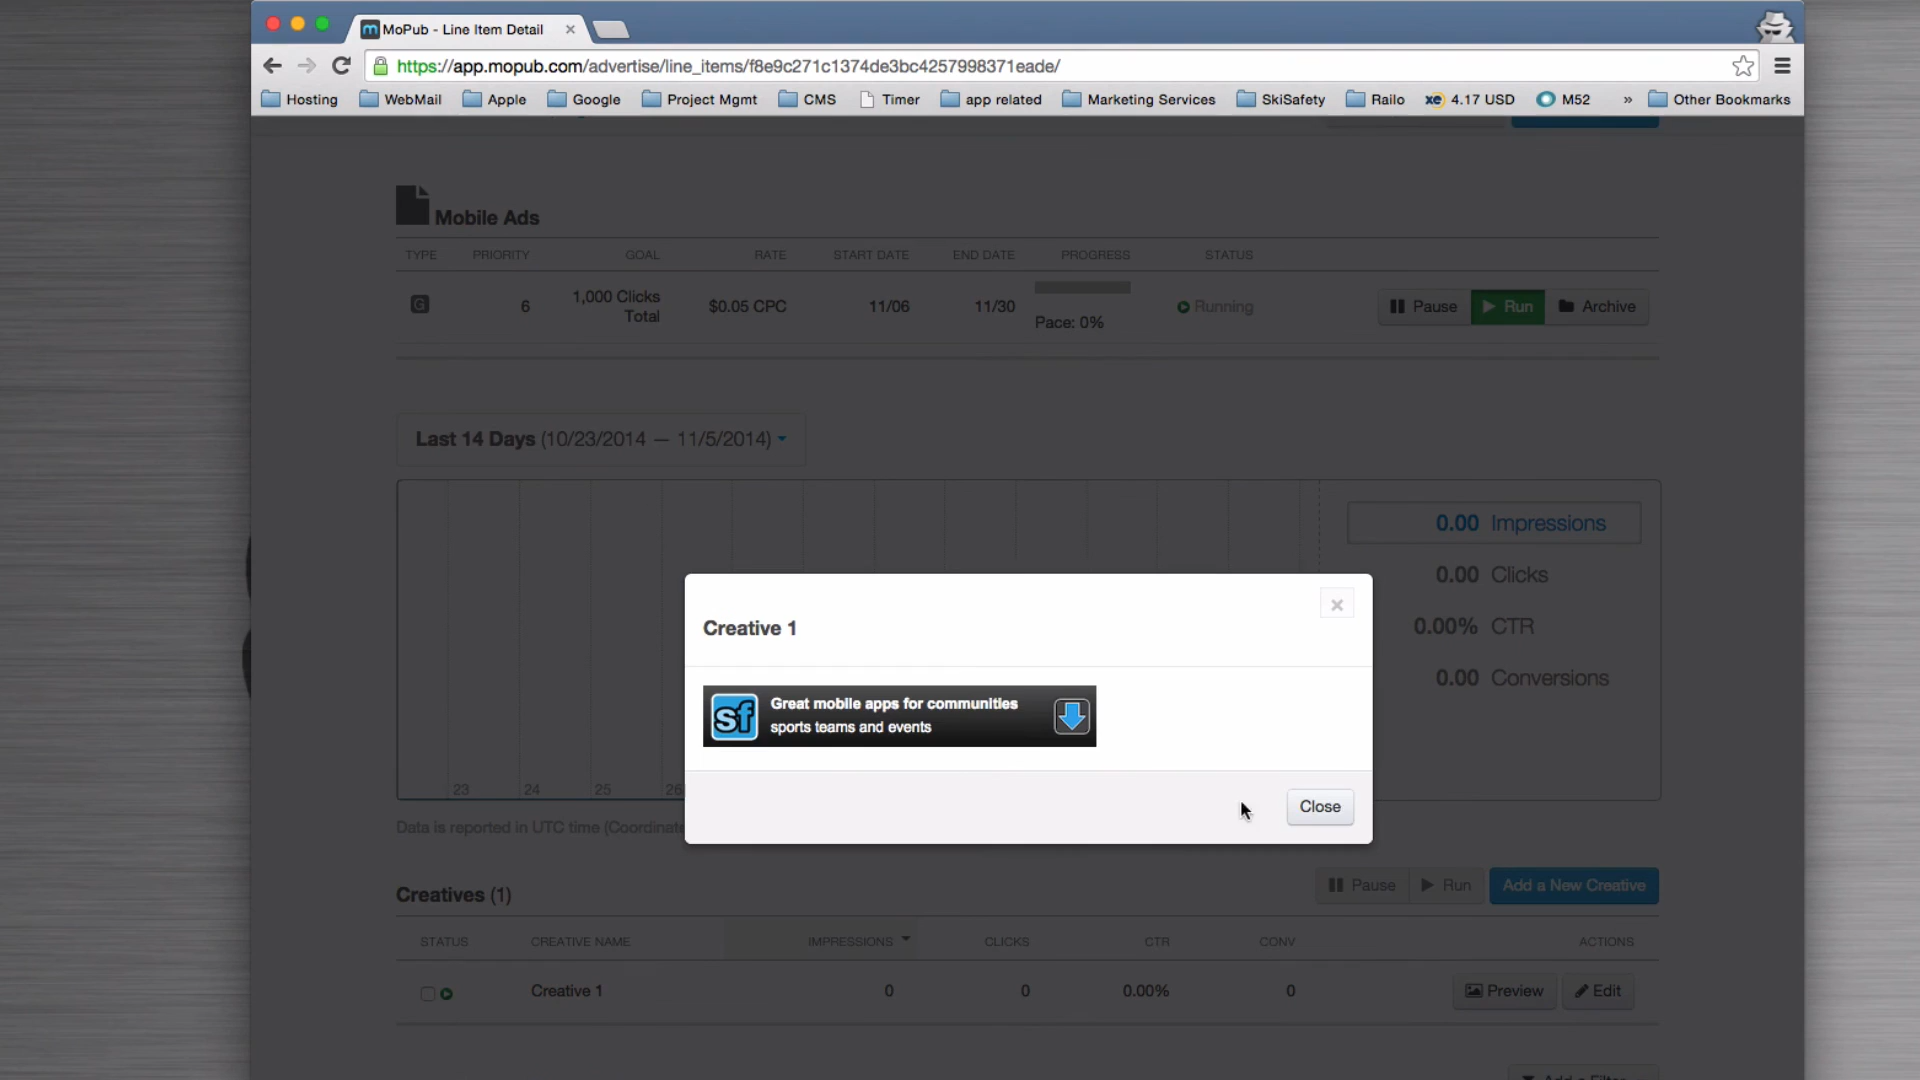 MoPub - Line Item Detail
https://app.mopub.com/advertise/line_items/f8e9c271c1374de3bc4257998371eade/
Hosting WebMail Apple Google Project Mgmt CMS Timer app related Marketing Services SkiSafety Railo xe 4.17 USD M52 » Other Bookmarks
Mobile Ads
TYPE PRIORITY GOAL RATE START DATE END DATE PROGRESS STATUS
G 6 1,000 Clicks Total $0.05 CPC 11/06 11/30 Pace: 0% Running Pause Run Archive
Last 14 Days (10/23/2014 — 11/5/2014)
0.00 Impressions
0.00 Clicks
0.00% CTR
0.00 Conversions
Creative 1
sf Great mobile apps for communities
sports teams and events
Close
23 24 25 26
Data is reported in UTC time
Creatives (1) Pause Run Add a New Creative
STATUS CREATIVE NAME IMPRESSIONS CLICKS CTR CONV ACTIONS
Creative 1 0 0 0.00% 0 Preview Edit